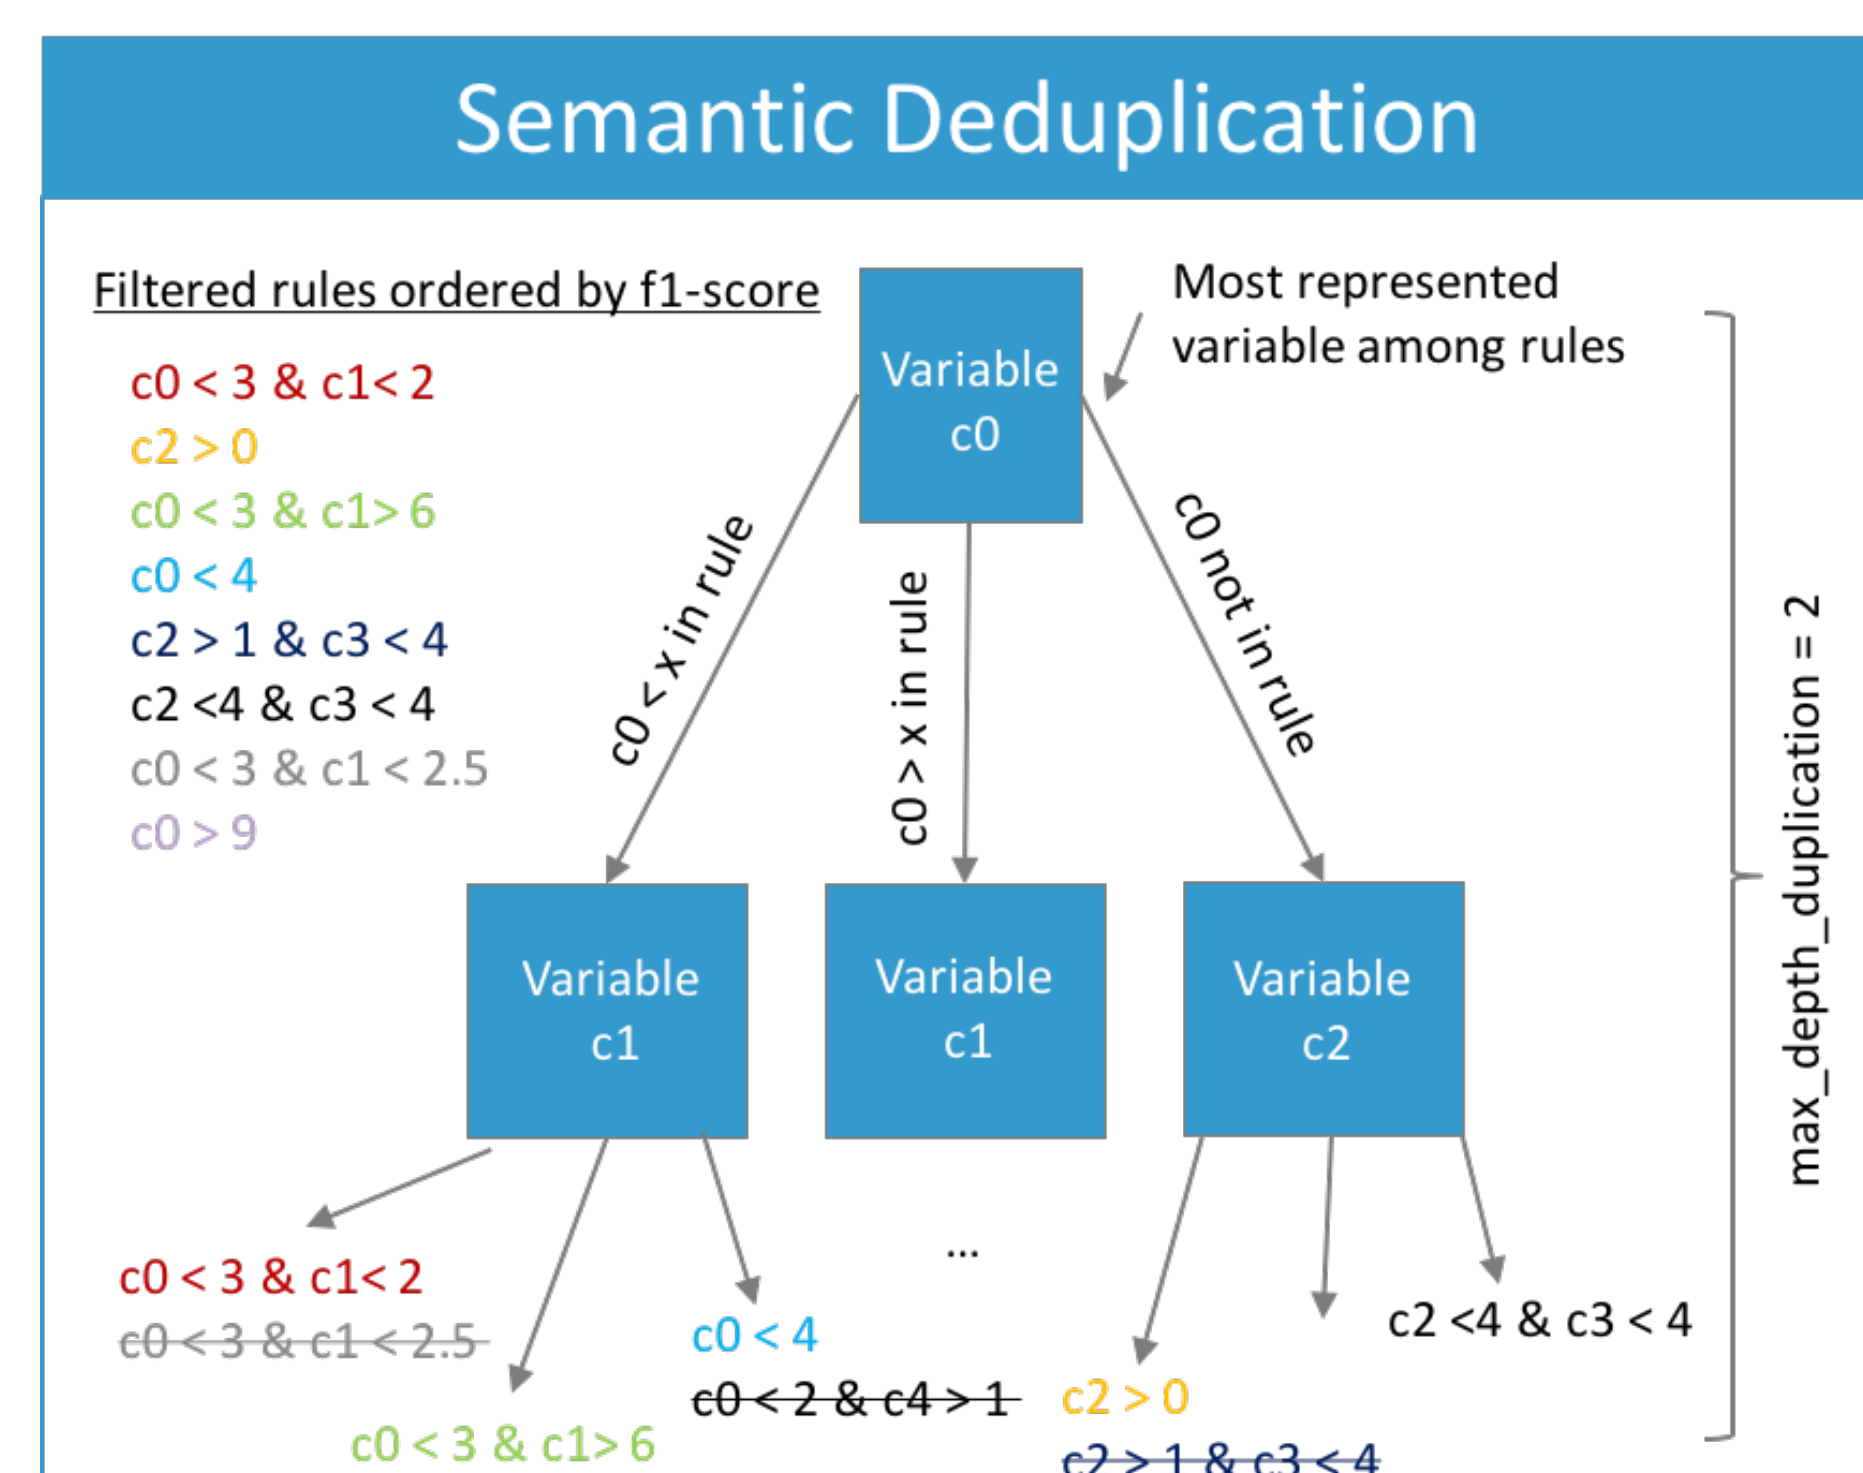 Semantic Deduplication
Filtered rules ordered by f1-score
c0 < 3 & c1< 2
c2 > 0
c0 < 3 & c1> 6
c0 < 4
c2 > 1 & c3 < 4
c2 <4 & c3 < 4
c0 < 3 & c1 < 2.5
c0 > 9
Variable
c0
Most represented
variable among rules
c0 < x in rule
c0 > x in rule
c0 not in rule
max_depth_duplication = 2
Variable
c1
Variable
c1
Variable
c2
c0 < 3 & c1< 2
c0 < 3 & c1 < 2.5
c0 < 3 & c1> 6
c0 < 4
c0 < 2 & c4 > 1
...
c2 > 0
c2 > 1 & c3 < 4
c2 <4 & c3 < 4